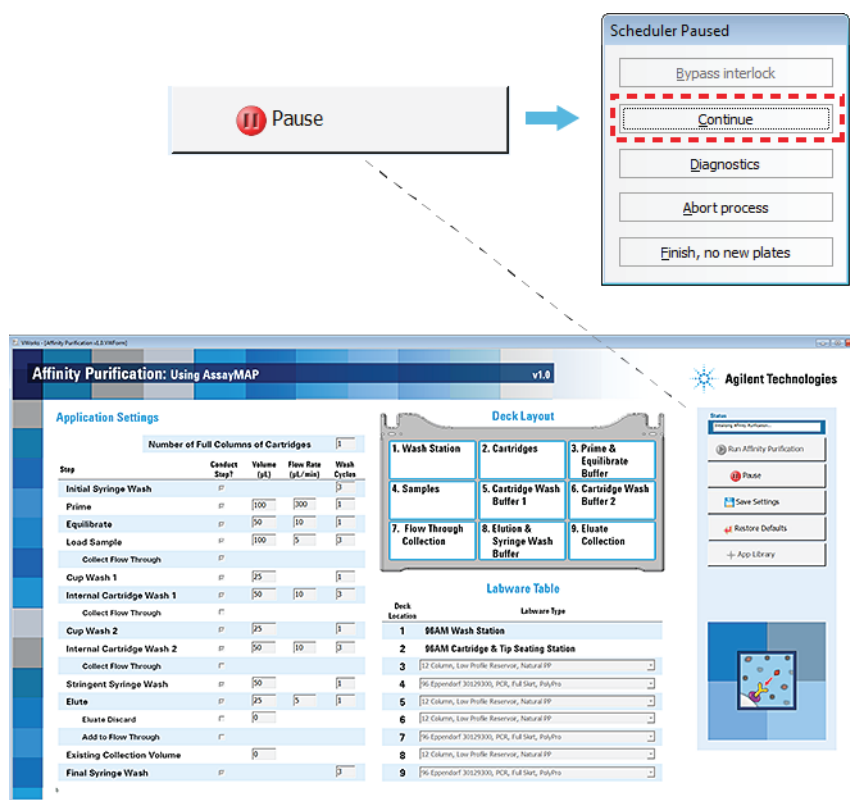 Scheduler Paused
Bypass interlock
Pause
Continue
Diagnostics
Abort process
Finish, no new plates
VWorks - [Affinity Purification v1.0.VWForm]
Affinity Purification: Using AssayMAP
v1.0
Agilent Technologies
Application Settings
Number of Full Columns of Cartridges 1
Step Conduct Step? Volume (µL) Flow Rate (µL/min) Wash Cycles
Initial Syringe Wash 3
Prime 100 300 1
Equilibrate 50 10 1
Load Sample 100 5 3
Collect Flow Through
Cup Wash 1 25 1
Internal Cartridge Wash 1 50 10 3
Collect Flow Through
Cup Wash 2 25 1
Internal Cartridge Wash 2 50 10 3
Collect Flow Through
Stringent Syringe Wash 50 1
Elute 25 5 1
Eluate Discard 0
Add to Flow Through
Existing Collection Volume 0
Final Syringe Wash 3
Deck Layout
1. Wash Station
2. Cartridges
3. Prime &
Equilibrate
Buffer
4. Samples
5. Cartridge Wash
Buffer 1
6. Cartridge Wash
Buffer 2
7. Flow Through
Collection
8. Elution &
Syringe Wash
Buffer
9. Eluate
Collection
Labware Table
Deck Location Labware Type
1 96AM Wash Station
2 96AM Cartridge & Tip Seating Station
3 12 Column, Low Profile Reservoir, Natural PP
4 96 Eppendorf 30129300, PCR, Full Skirt, PolyPro
5 12 Column, Low Profile Reservoir, Natural PP
6 12 Column, Low Profile Reservoir, Natural PP
7 96 Eppendorf 30129300, PCR, Full Skirt, PolyPro
8 12 Column, Low Profile Reservoir, Natural PP
9 96 Eppendorf 30129300, PCR, Full Skirt, PolyPro
Status
Run Affinity Purification
Pause
Save Settings
Restore Defaults
App Library